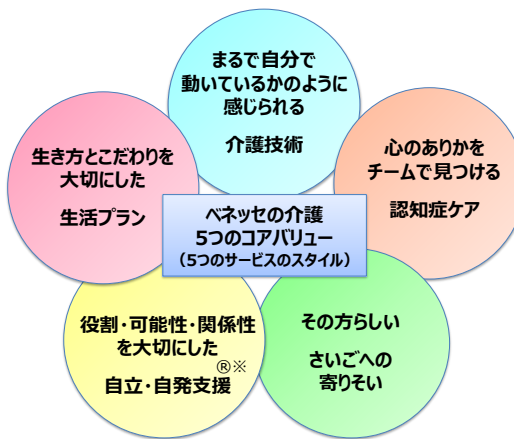 まるで自分で
動いているかのように
感じられる
介護技術
心のありかを
チームで見つける
認知症ケア
生き方とこだわりを
大切にした
生活プラン
ベネッセの介護
5つのコアバリュー
（5つのサービスのスタイル）
役割・可能性・関係性
を大切にした
®※
自立・自発支援
その方らしい
さいごへの
寄りそい